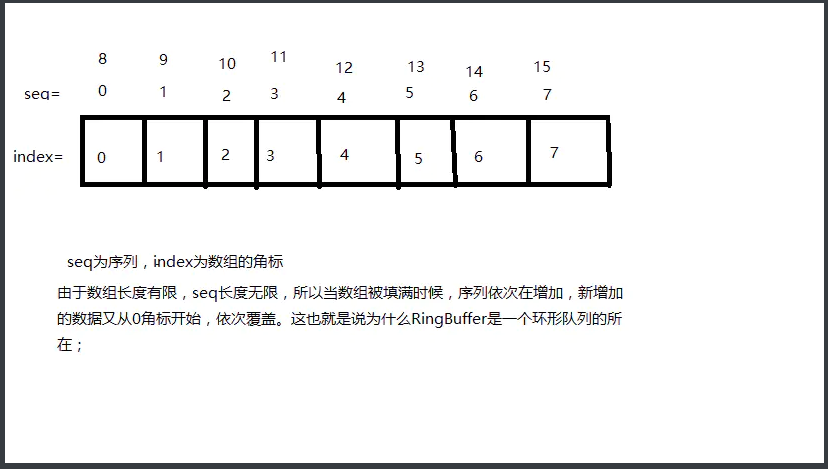 8 9 10 11 12 13 14 15
seq= 0 1 2 3 4 5 6 7
index= 0 1 2 3 4 5 6 7
seq为序列，index为数组的角标
由于数组长度有限，seq长度无限，所以当数组被填满时候，序列依次在增加，新增加
的数据又从0角标开始，依次覆盖。这也就是说为什么RingBuffer是一个环形队列的所
在；